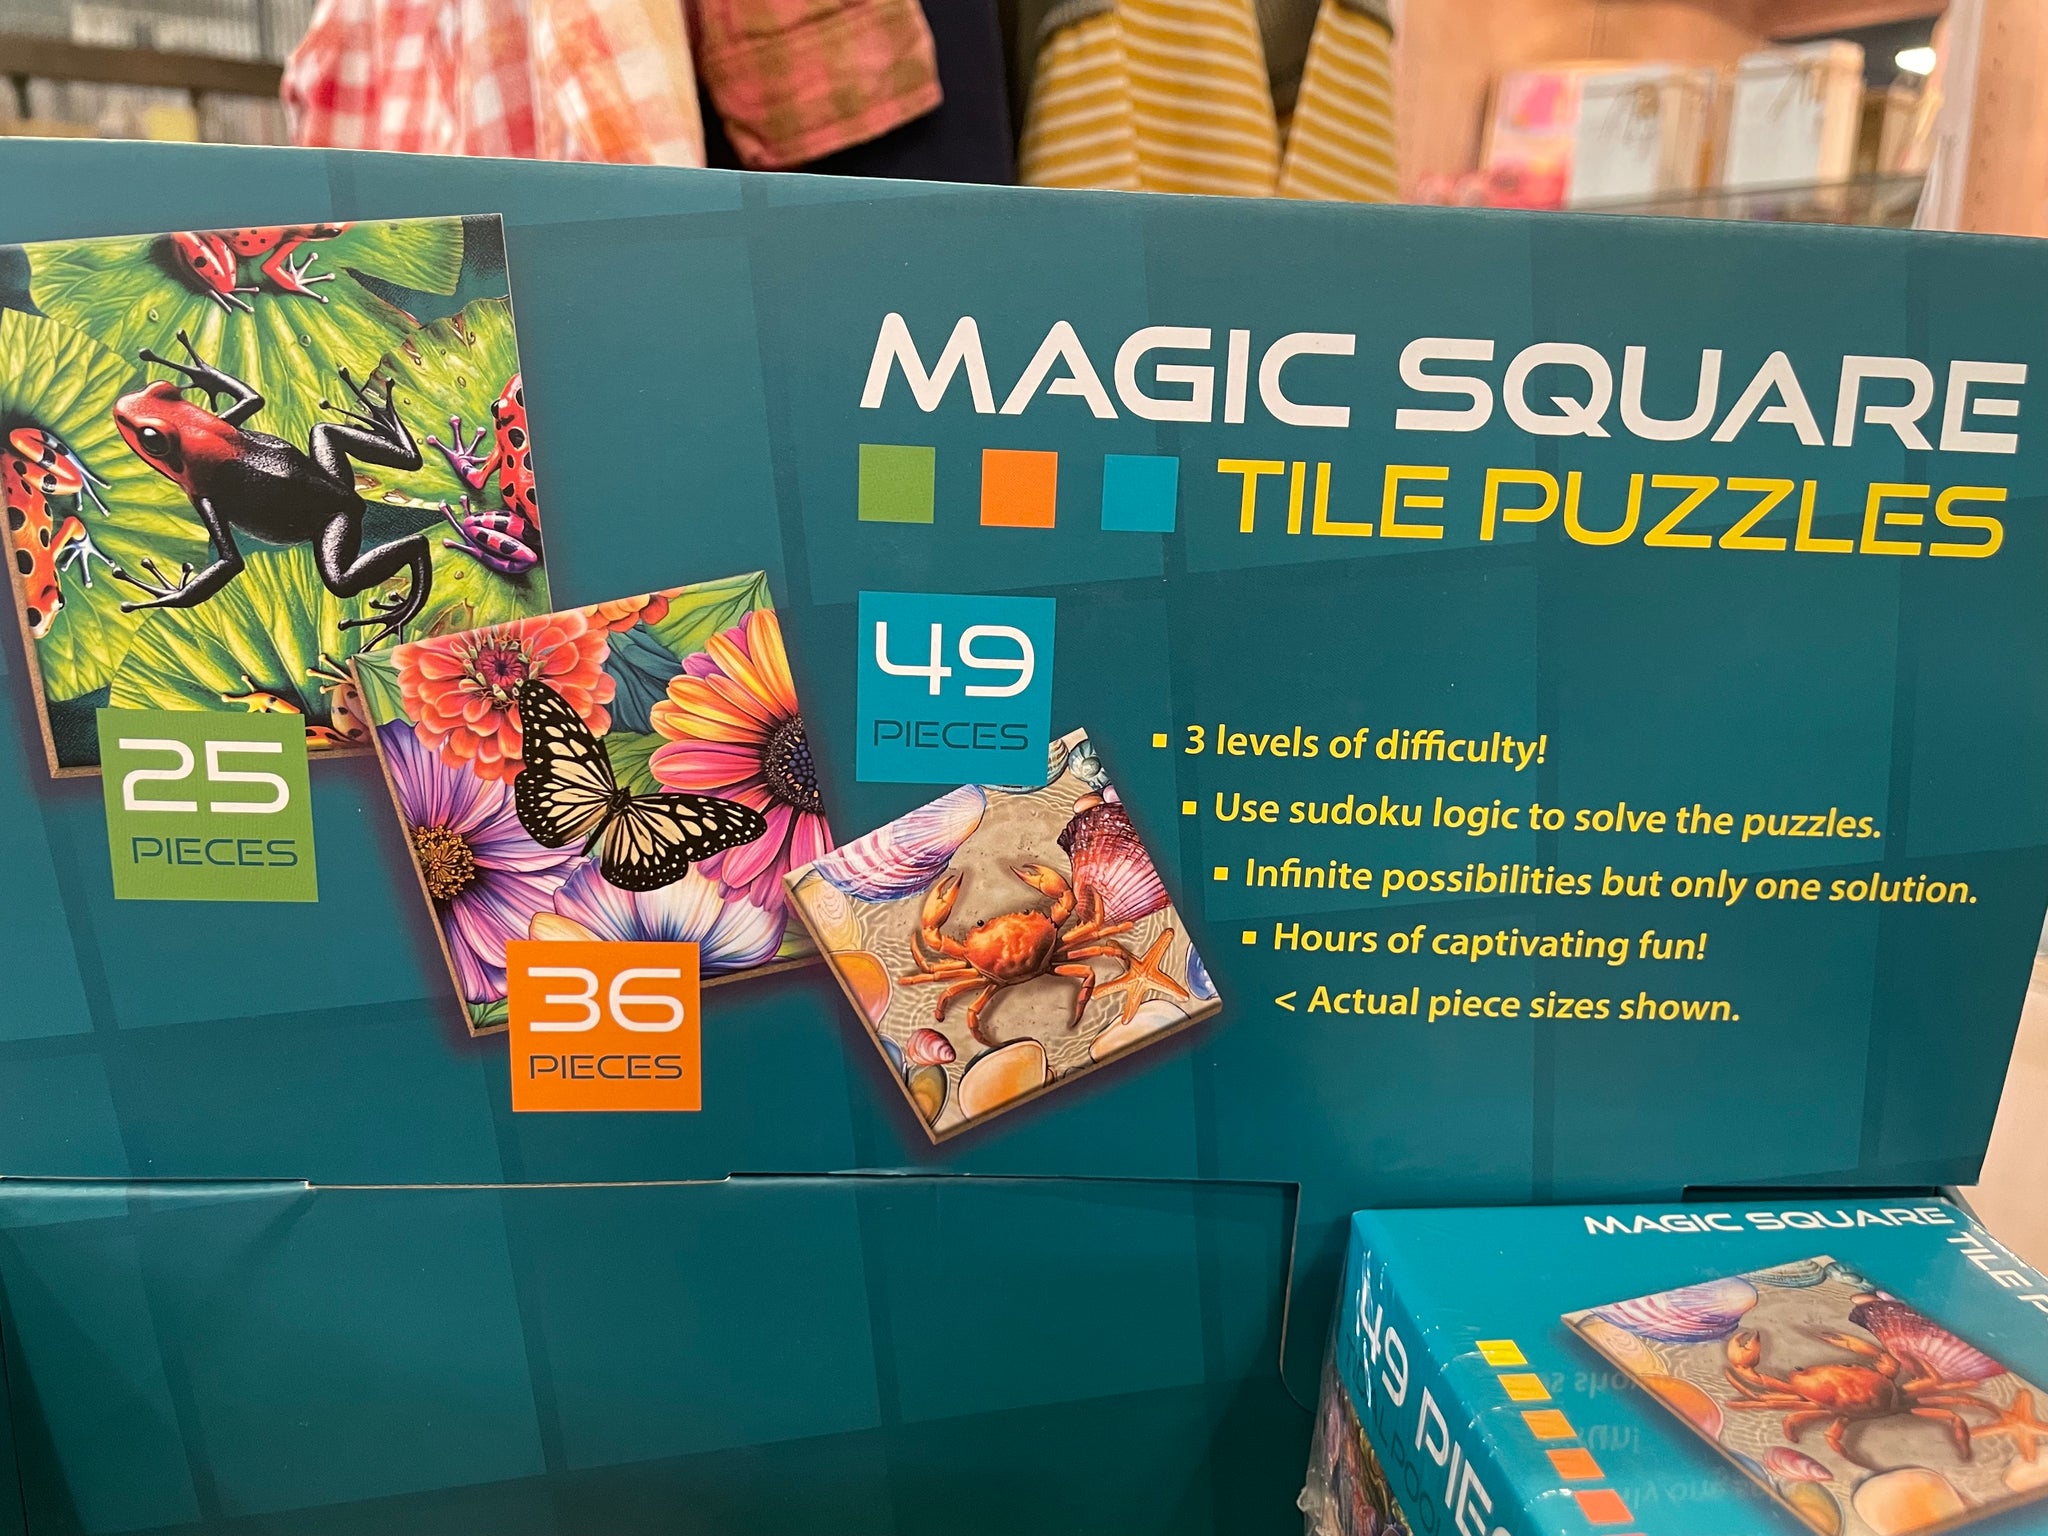 MAGIC SQUARE
TILE PUZZLES
25
PIECES
36
PIECES
49
PIECES
▪ 3 levels of difficulty!
▪ Use sudoku logic to solve the puzzles.
▪ Infinite possibilities but only one solution.
▪ Hours of captivating fun!
< Actual piece sizes shown.
MAGIC SQUARE
49